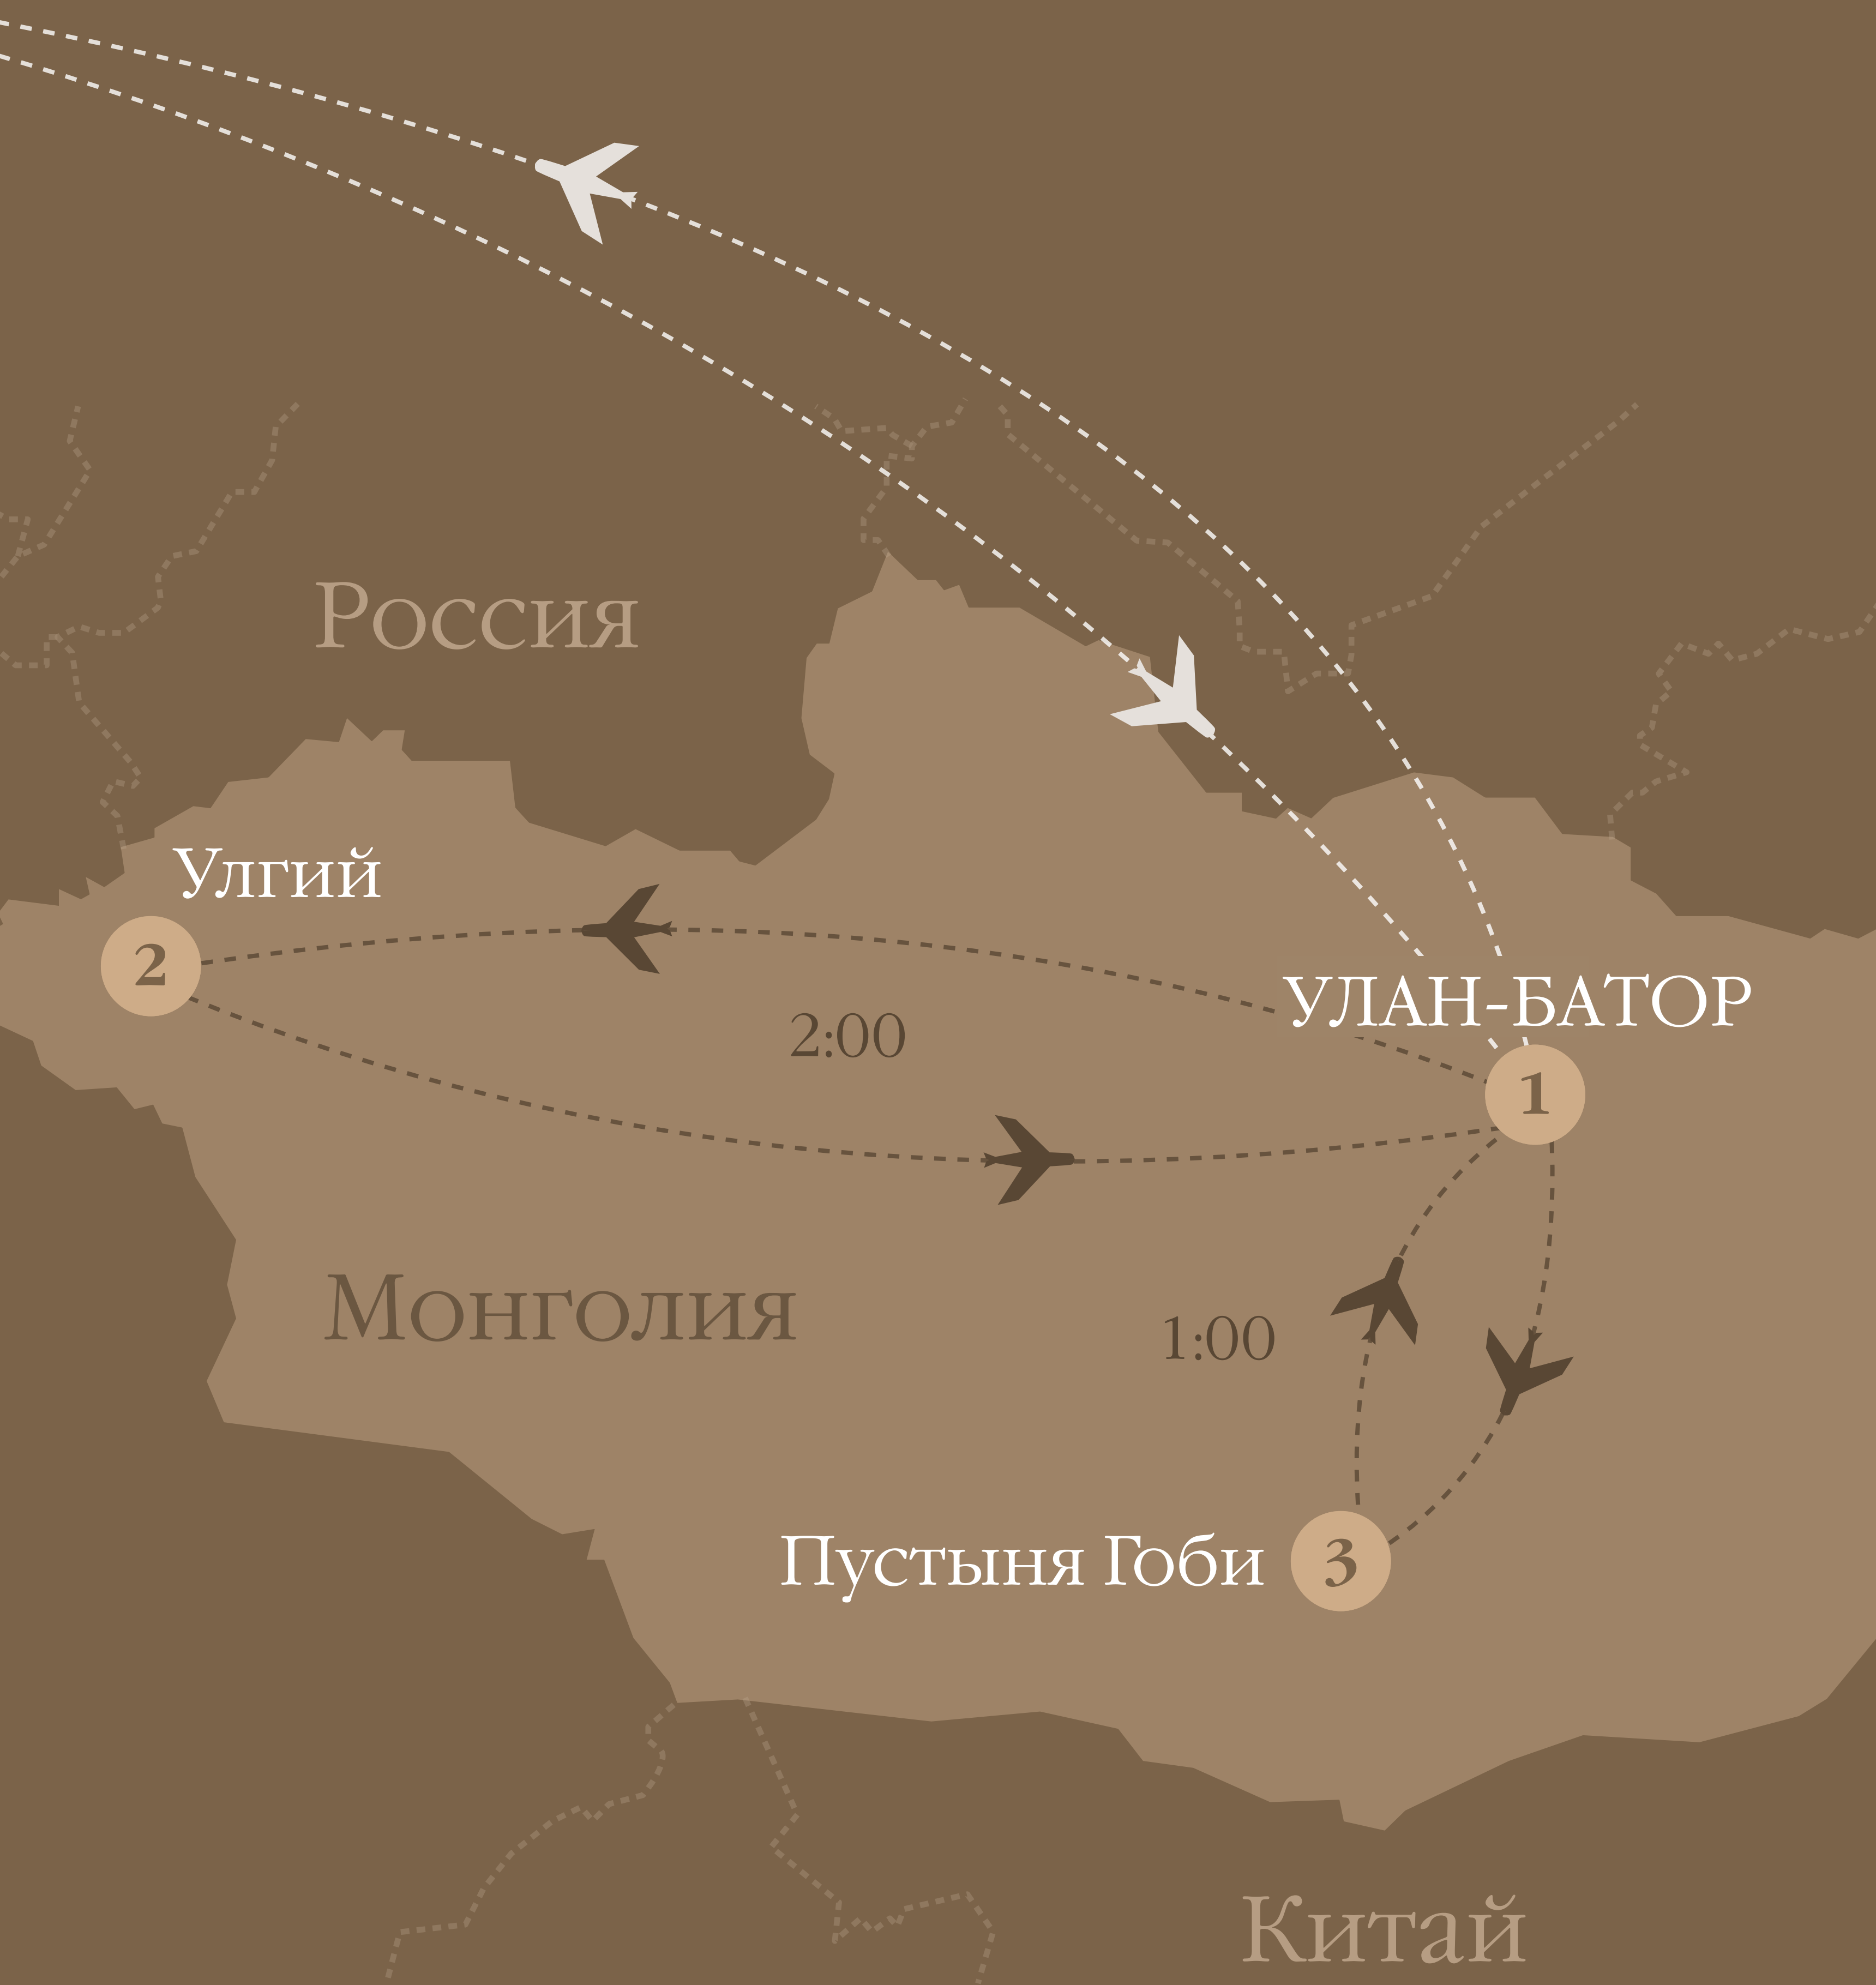 Россия
Улгий
2
УЛАН-БАТОР
2:00
1
Монголия
1:00
Пустыня Гоби
3
Китай